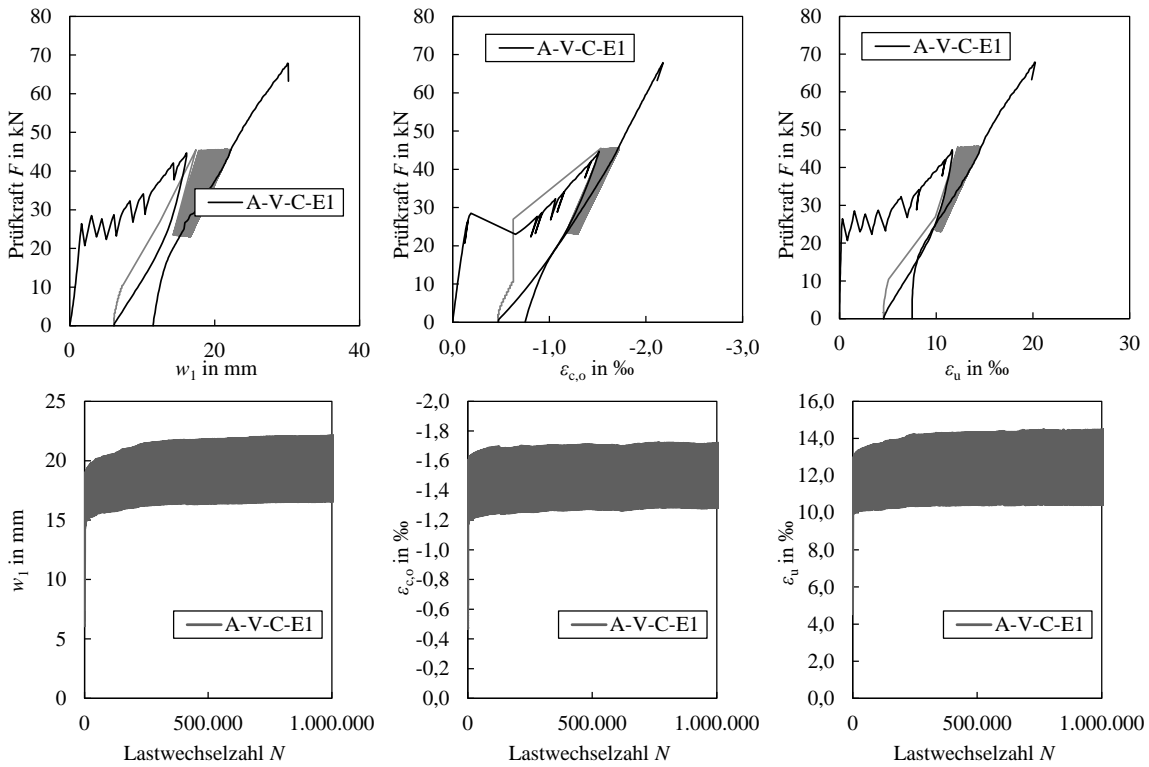 80
70
60
50
40
30
20
10
0
Prüfkraft F in kN
A-V-C-E1
0 20 40
w1 in mm
80
70
60
50
40
30
20
10
0
Prüfkraft F in kN
A-V-C-E1
0,0 -1,0 -2,0 -3,0
εc,o in ‰
80
70
60
50
40
30
20
10
0
Prüfkraft F in kN
A-V-C-E1
0 10 20 30
εu in ‰
25
20
15
10
5
0
w1 in mm
A-V-C-E1
0 500.000 1.000.000
Lastwechselzahl N
-2,0
-1,8
-1,6
-1,4
-1,2
-1,0
-0,8
-0,6
-0,4
-0,2
0,0
εc,o in ‰
A-V-C-E1
0 500.000 1.000.000
Lastwechselzahl N
16,0
14,0
12,0
10,0
8,0
6,0
4,0
2,0
0,0
εu in ‰
A-V-C-E1
0 500.000 1.000.000
Lastwechselzahl N